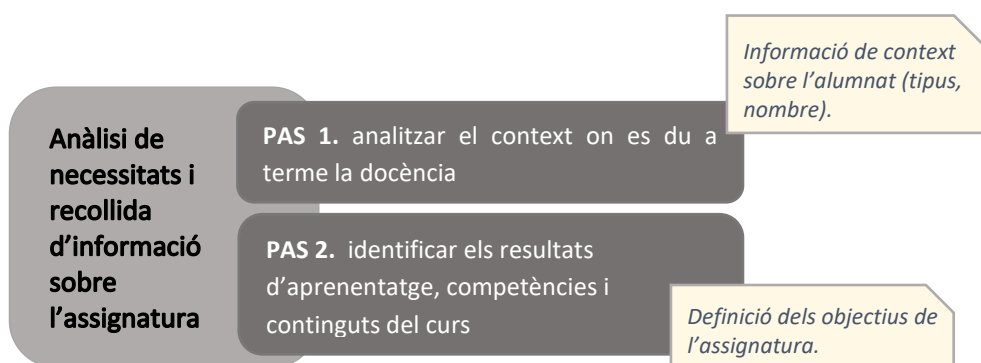 Informació de context
sobre l’alumnat (tipus,
nombre).
Anàlisi de
necessitats i
recollida
d’informació
sobre
l’assignatura
PAS 1. analitzar el context on es du a
terme la docència
PAS 2. identificar els resultats
d’aprenentatge, competències i
continguts del curs
Definició dels objectius de
l’assignatura.